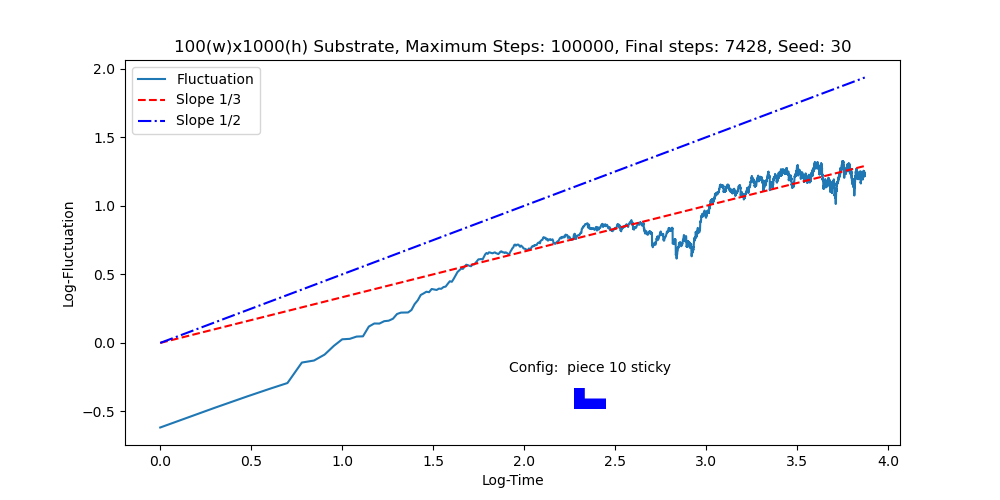 100(w)x1000(h) Substrate, Maximum Steps: 100000, Final steps: 7428, Seed: 30
Fluctuation
Slope 1/3
Slope 1/2
2.0
1.5
1.0
0.5
0.0
−0.5
Log-Fluctuation
Config:  piece 10 sticky
0.0 0.5 1.0 1.5 2.0 2.5 3.0 3.5 4.0
Log-Time